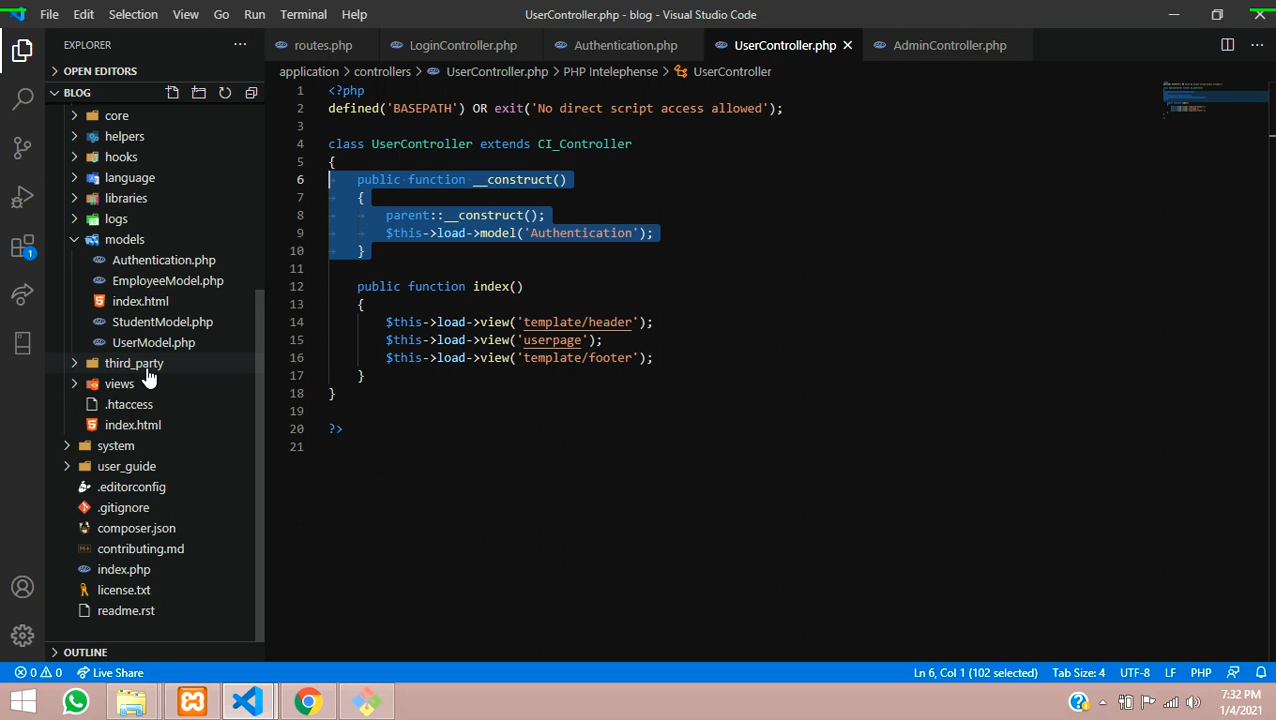 File Edit Selection View Go Run Terminal Help UserController.php - blog - Visual Studio Code
EXPLORER
routes.php LoginController.php Authentication.php UserController.php AdminController.php
OPEN EDITORS
application > controllers > UserController.php > PHP Intelephense > UserController
BLOG
core
helpers
hooks
language
libraries
logs
models
Authentication.php
EmployeeModel.php
index.html
StudentModel.php
UserModel.php
third_party
views
.htaccess
index.html
system
user_guide
.editorconfig
.gitignore
composer.json
contributing.md
index.php
license.txt
readme.rst
OUTLINE
1 <?php
2 defined('BASEPATH') OR exit('No direct script access allowed');
3
4 class UserController extends CI_Controller
5 {
6 public function __construct()
7 {
8 parent::__construct();
9 $this->load->model('Authentication');
10 }
11
12 public function index()
13 {
14 $this->load->view('template/header');
15 $this->load->view('userpage');
16 $this->load->view('template/footer');
17 }
18 }
19
20 ?>
21
1
0 0 Live Share Ln 6, Col 1 (102 selected) Tab Size: 4 UTF-8 LF PHP
7:32 PM
1/4/2021